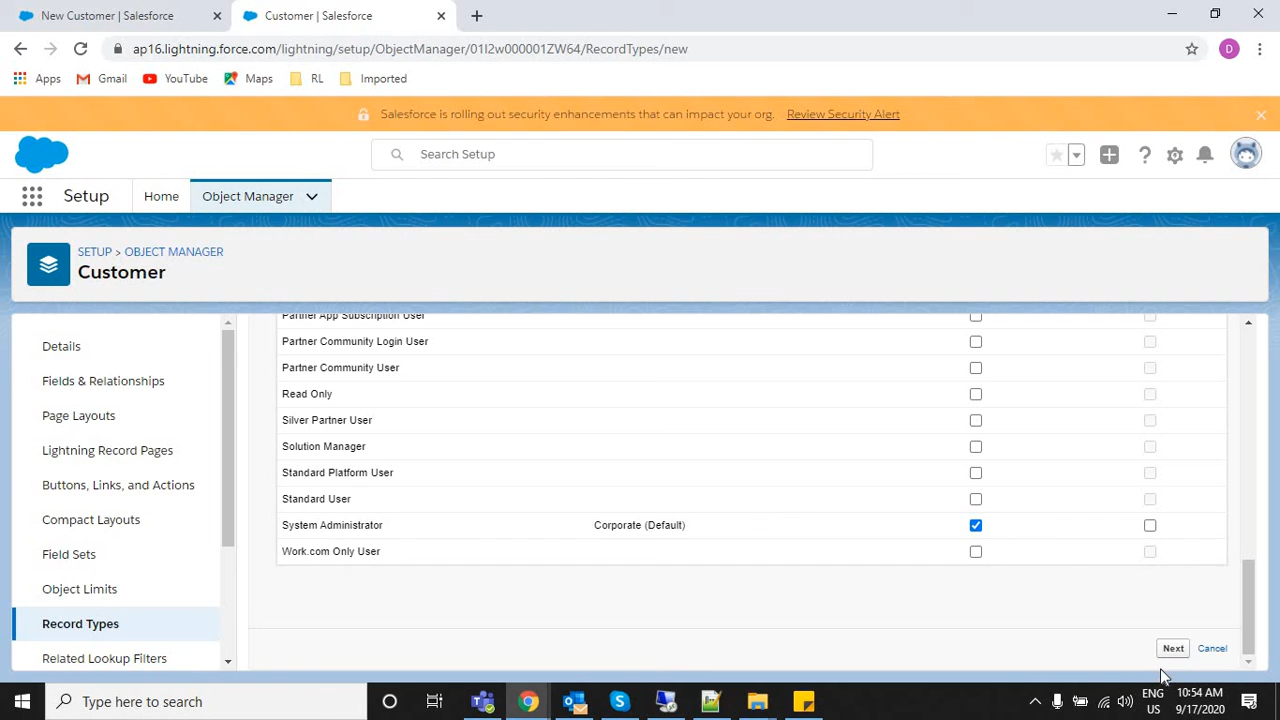 New Customer | Salesforce
Customer | Salesforce
ap16.lightning.force.com/lightning/setup/ObjectManager/01I2w000001ZW64/RecordTypes/new
D
Apps
Gmail
YouTube
Maps
RL
Imported
Salesforce is rolling out security enhancements that can impact your org. Review Security Alert
Search Setup
Setup
Home
Object Manager
SETUP > OBJECT MANAGER
Customer
Details
Fields & Relationships
Page Layouts
Lightning Record Pages
Buttons, Links, and Actions
Compact Layouts
Field Sets
Object Limits
Record Types
Related Lookup Filters
Partner App Subscription User
Partner Community Login User
Partner Community User
Read Only
Silver Partner User
Solution Manager
Standard Platform User
Standard User
System Administrator Corporate (Default)
Work.com Only User
Next Cancel
Type here to search
ENG
US
10:54 AM
9/17/2020